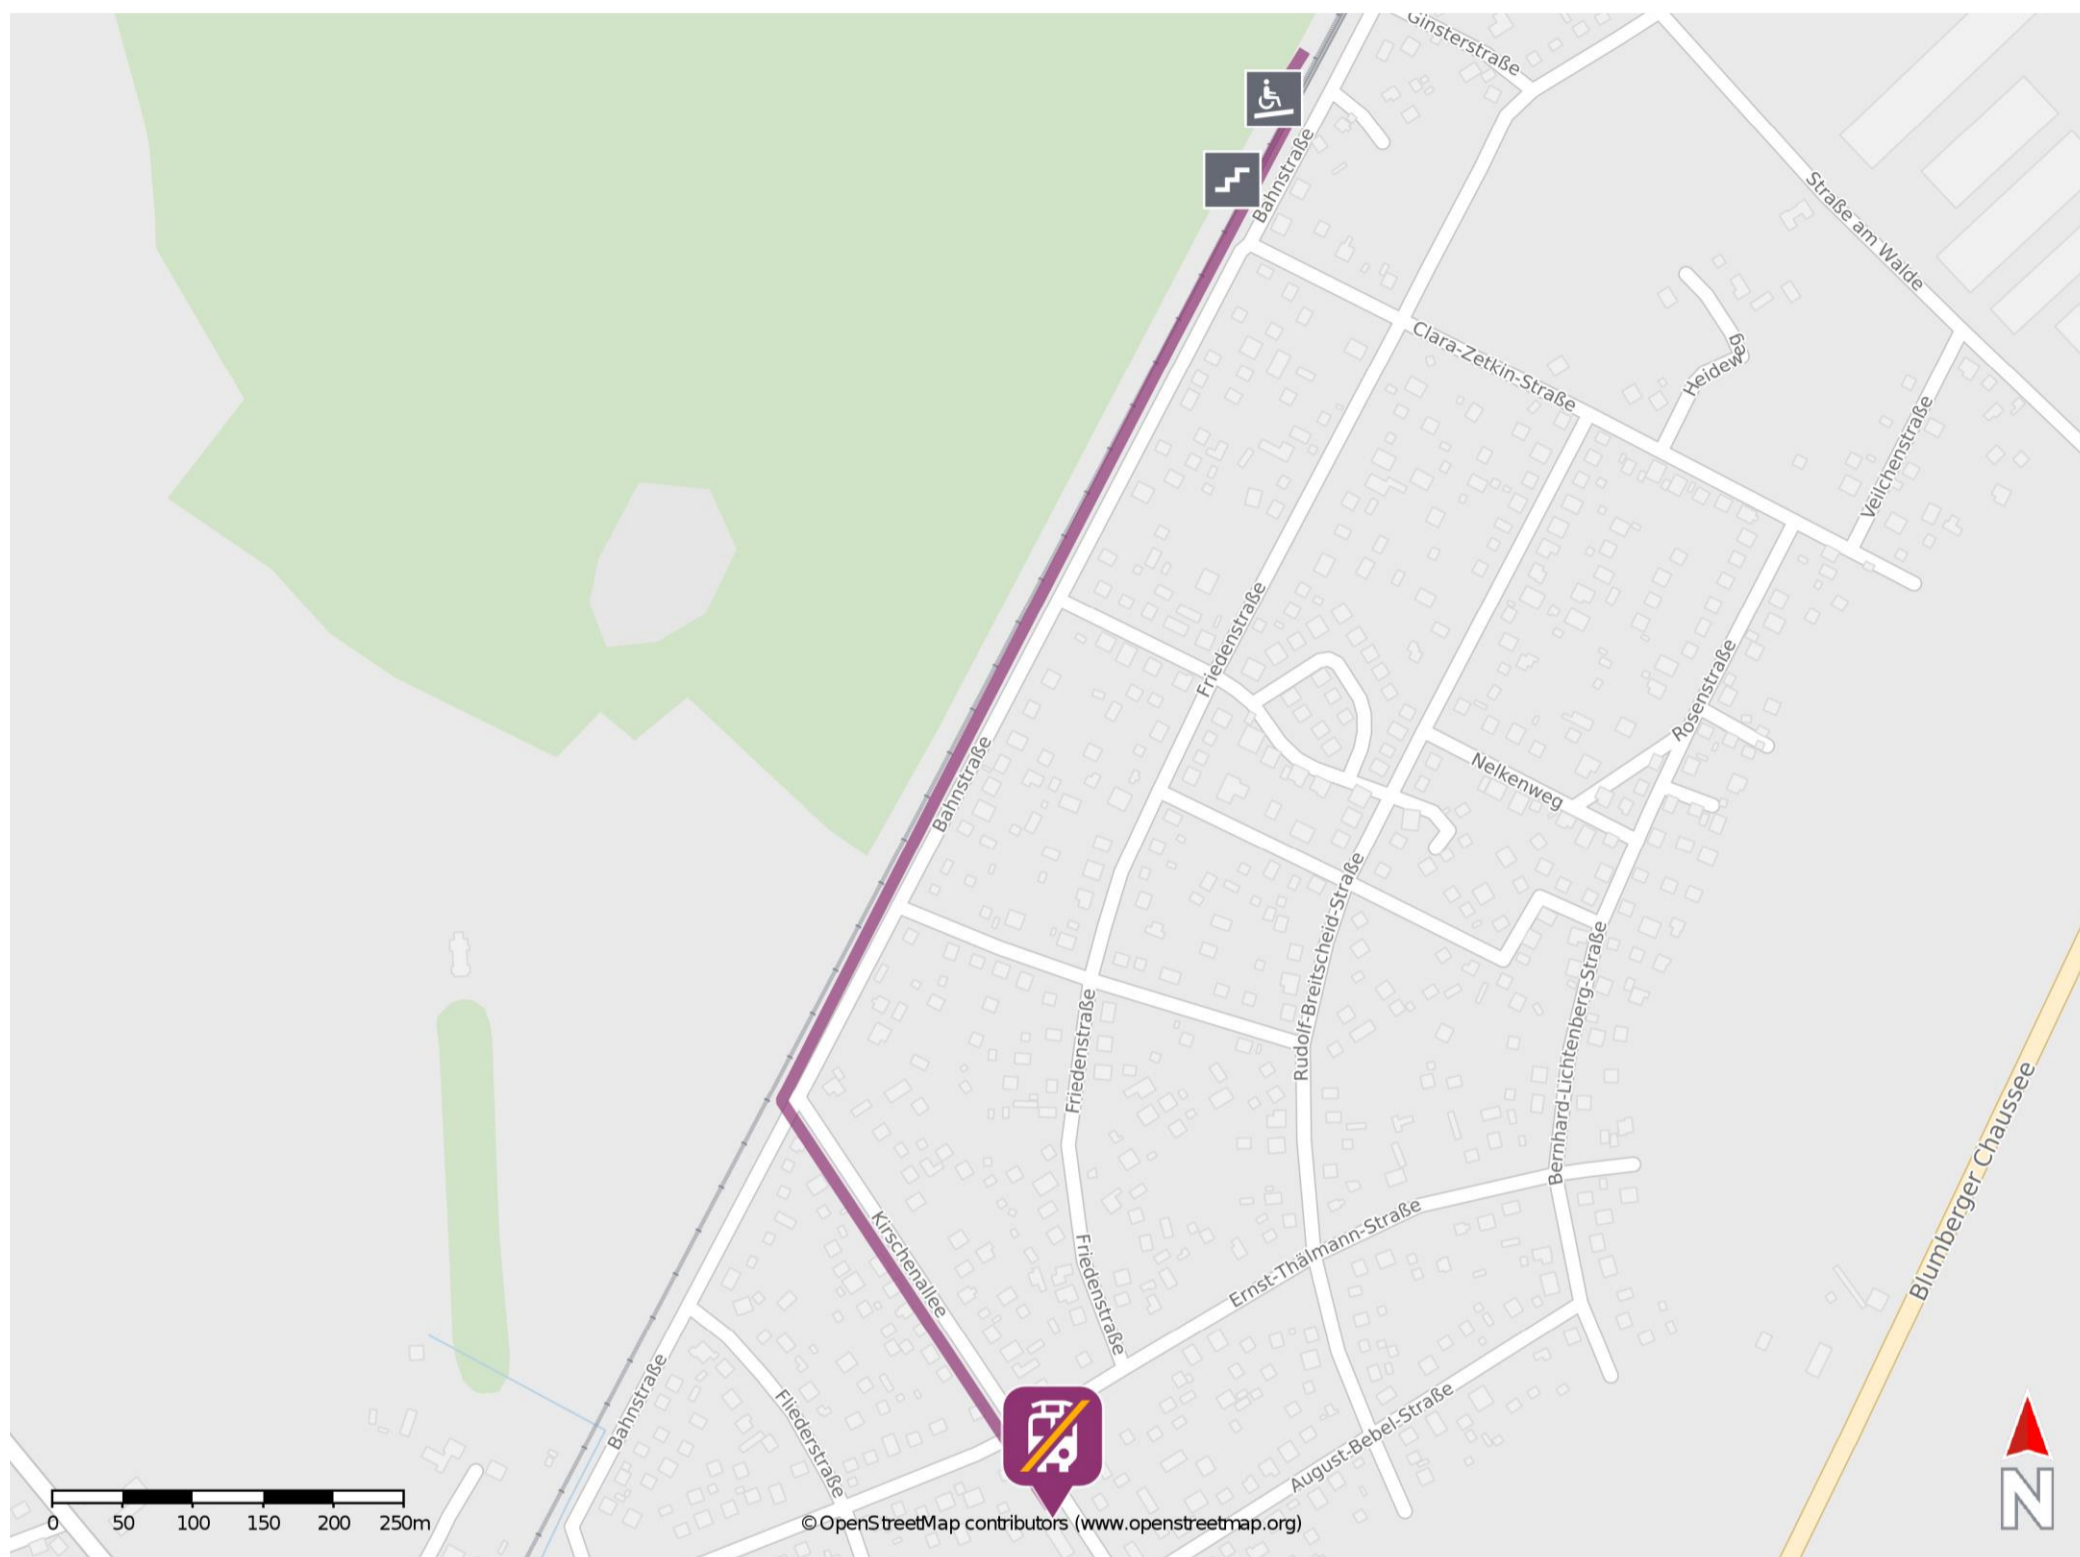 Ginsterstraße
Bahnstraße
Straße am Walde
Clara-Zetkin-Straße
Heideweg
Veilchenstraße
Friedenstraße
Rosenstraße
Bahnstraße
Nelkenweg
Rudolf-Breitscheid-Straße
Bernhard-Lichtenberg-Straße
Friedenstraße
Blumberger Chaussee
Kirschenallee
Friedenstraße
Ernst-Thälmann-Straße
Bahnstraße
Fliederstraße
August-Bebel-Straße
N
0 50 100 150 200 250m
© OpenStreetMap contributors (www.openstreetmap.org)